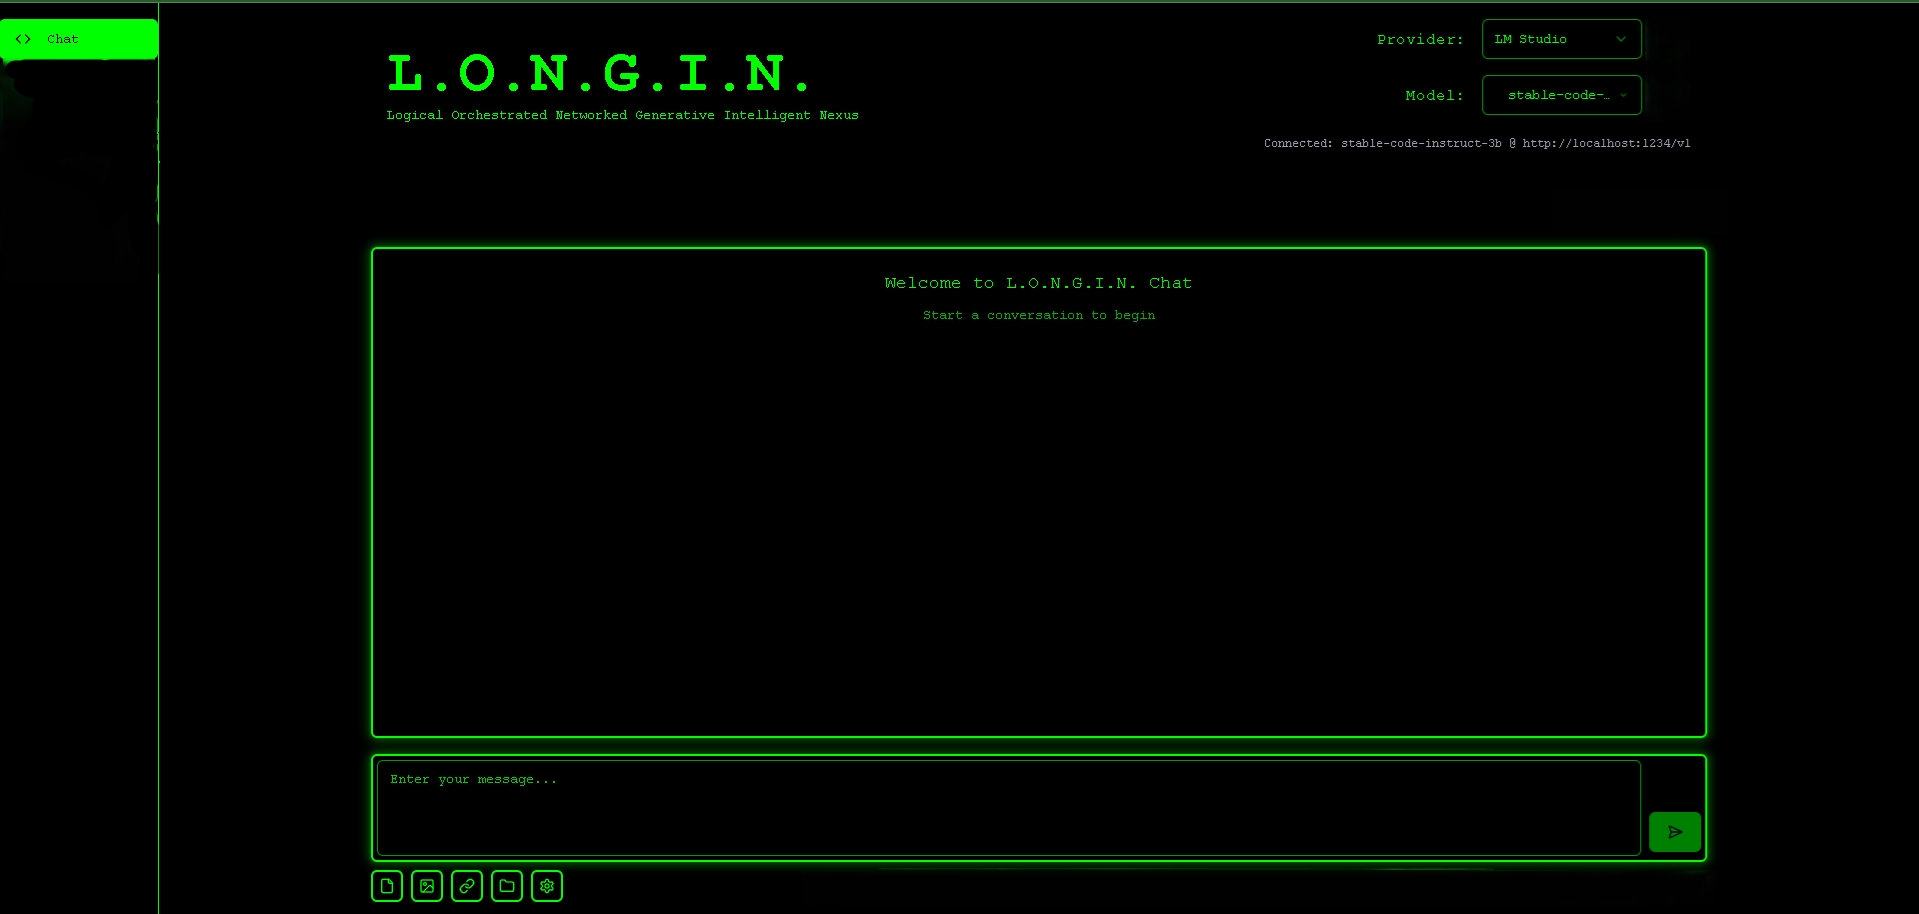 Chat
L.O.N.G.I.N.
Logical Orchestrated Networked Generative Intelligent Nexus
Provider: LM Studio
Model: stable-code-…
Connected: stable-code-instruct-3b @ http://localhost:1234/v1
Welcome to L.O.N.G.I.N. Chat
Start a conversation to begin
Enter your message...